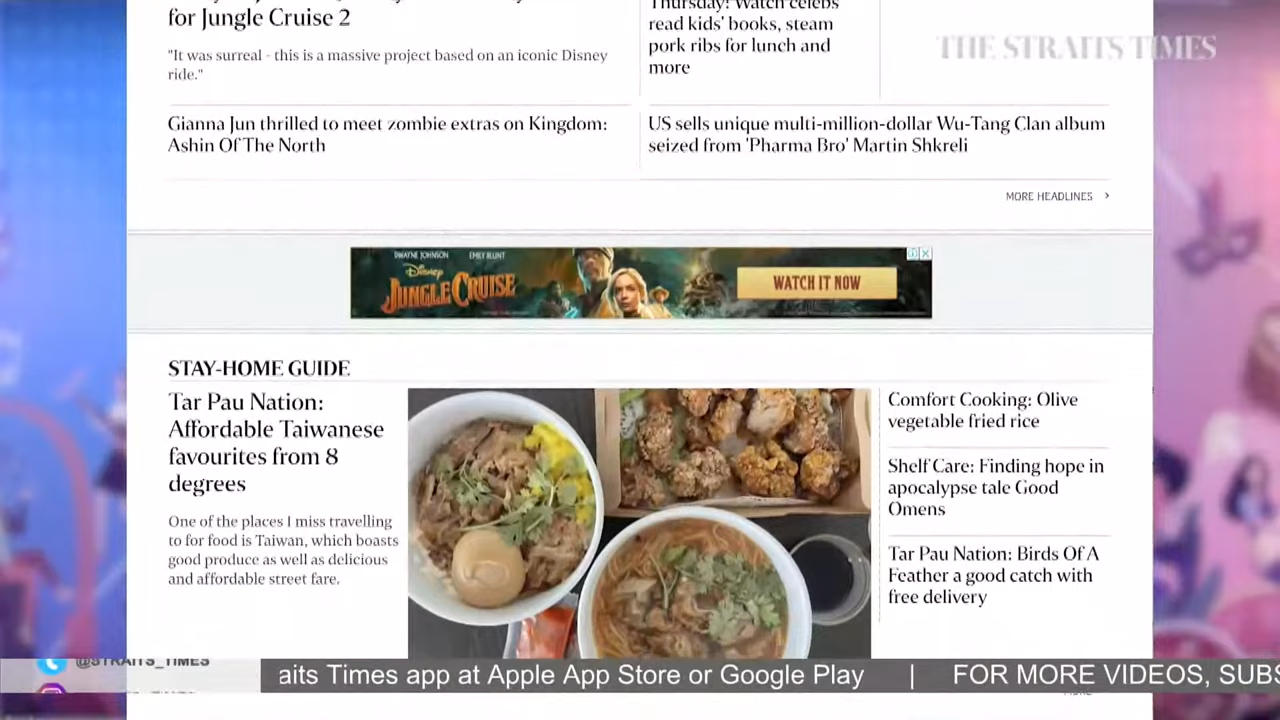 for Jungle Cruise 2
"It was surreal - this is a massive project based on an iconic Disney
ride."
Thursday! Watch celebs
read kids' books, steam
pork ribs for lunch and
more
THE STRAITS TIMES
Gianna Jun thrilled to meet zombie extras on Kingdom:
Ashin Of The North
US sells unique multi-million-dollar Wu-Tang Clan album
seized from 'Pharma Bro' Martin Shkreli
MORE HEADLINES
DWAYNE JOHNSON EMILY BLUNT
Disney
JUNGLE CRUISE
WATCH IT NOW
STAY-HOME GUIDE
Tar Pau Nation:
Affordable Taiwanese
favourites from 8
degrees
One of the places I miss travelling
to for food is Taiwan, which boasts
good produce as well as delicious
and affordable street fare.
Comfort Cooking: Olive
vegetable fried rice
Shelf Care: Finding hope in
apocalypse tale Good
Omens
Tar Pau Nation: Birds Of A
Feather a good catch with
free delivery
@STRAITS_TIMES
aits Times app at Apple App Store or Google Play | FOR MORE VIDEOS, SUBS